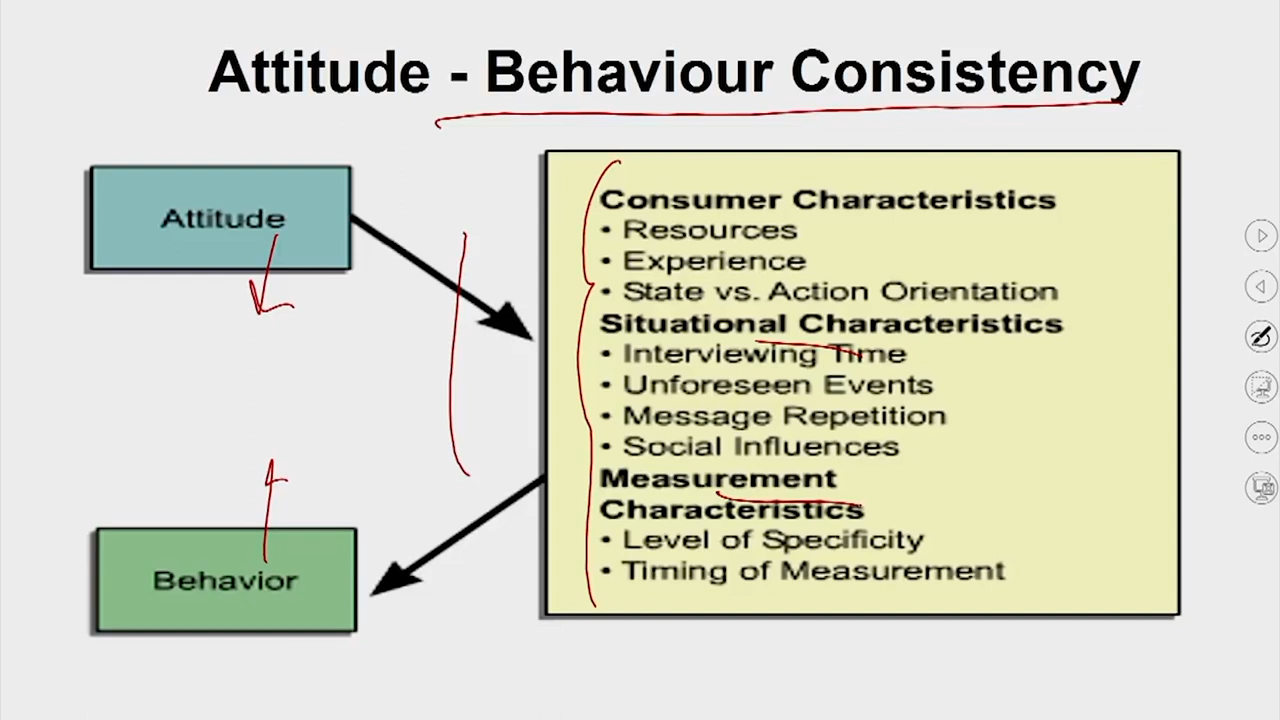 Attitude - Behaviour Consistency
Attitude
Behavior
Consumer Characteristics
• Resources
• Experience
• State vs. Action Orientation
Situational Characteristics
• Interviewing Time
• Unforeseen Events
• Message Repetition
• Social Influences
Measurement
Characteristics
• Level of Specificity
• Timing of Measurement